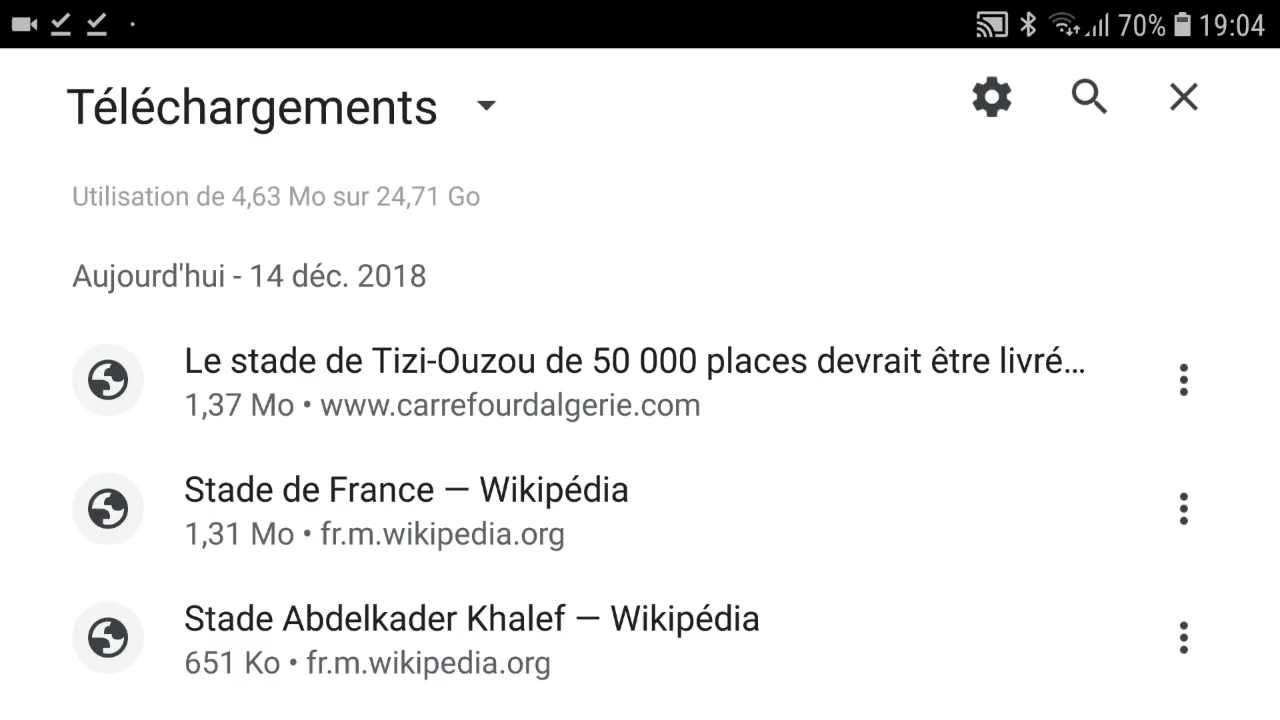 70% 19:04
Téléchargements
Utilisation de 4,63 Mo sur 24,71 Go
Aujourd'hui - 14 déc. 2018
Le stade de Tizi-Ouzou de 50 000 places devrait être livré...
1,37 Mo • www.carrefourdalgerie.com
Stade de France — Wikipédia
1,31 Mo • fr.m.wikipedia.org
Stade Abdelkader Khalef — Wikipédia
651 Ko • fr.m.wikipedia.org